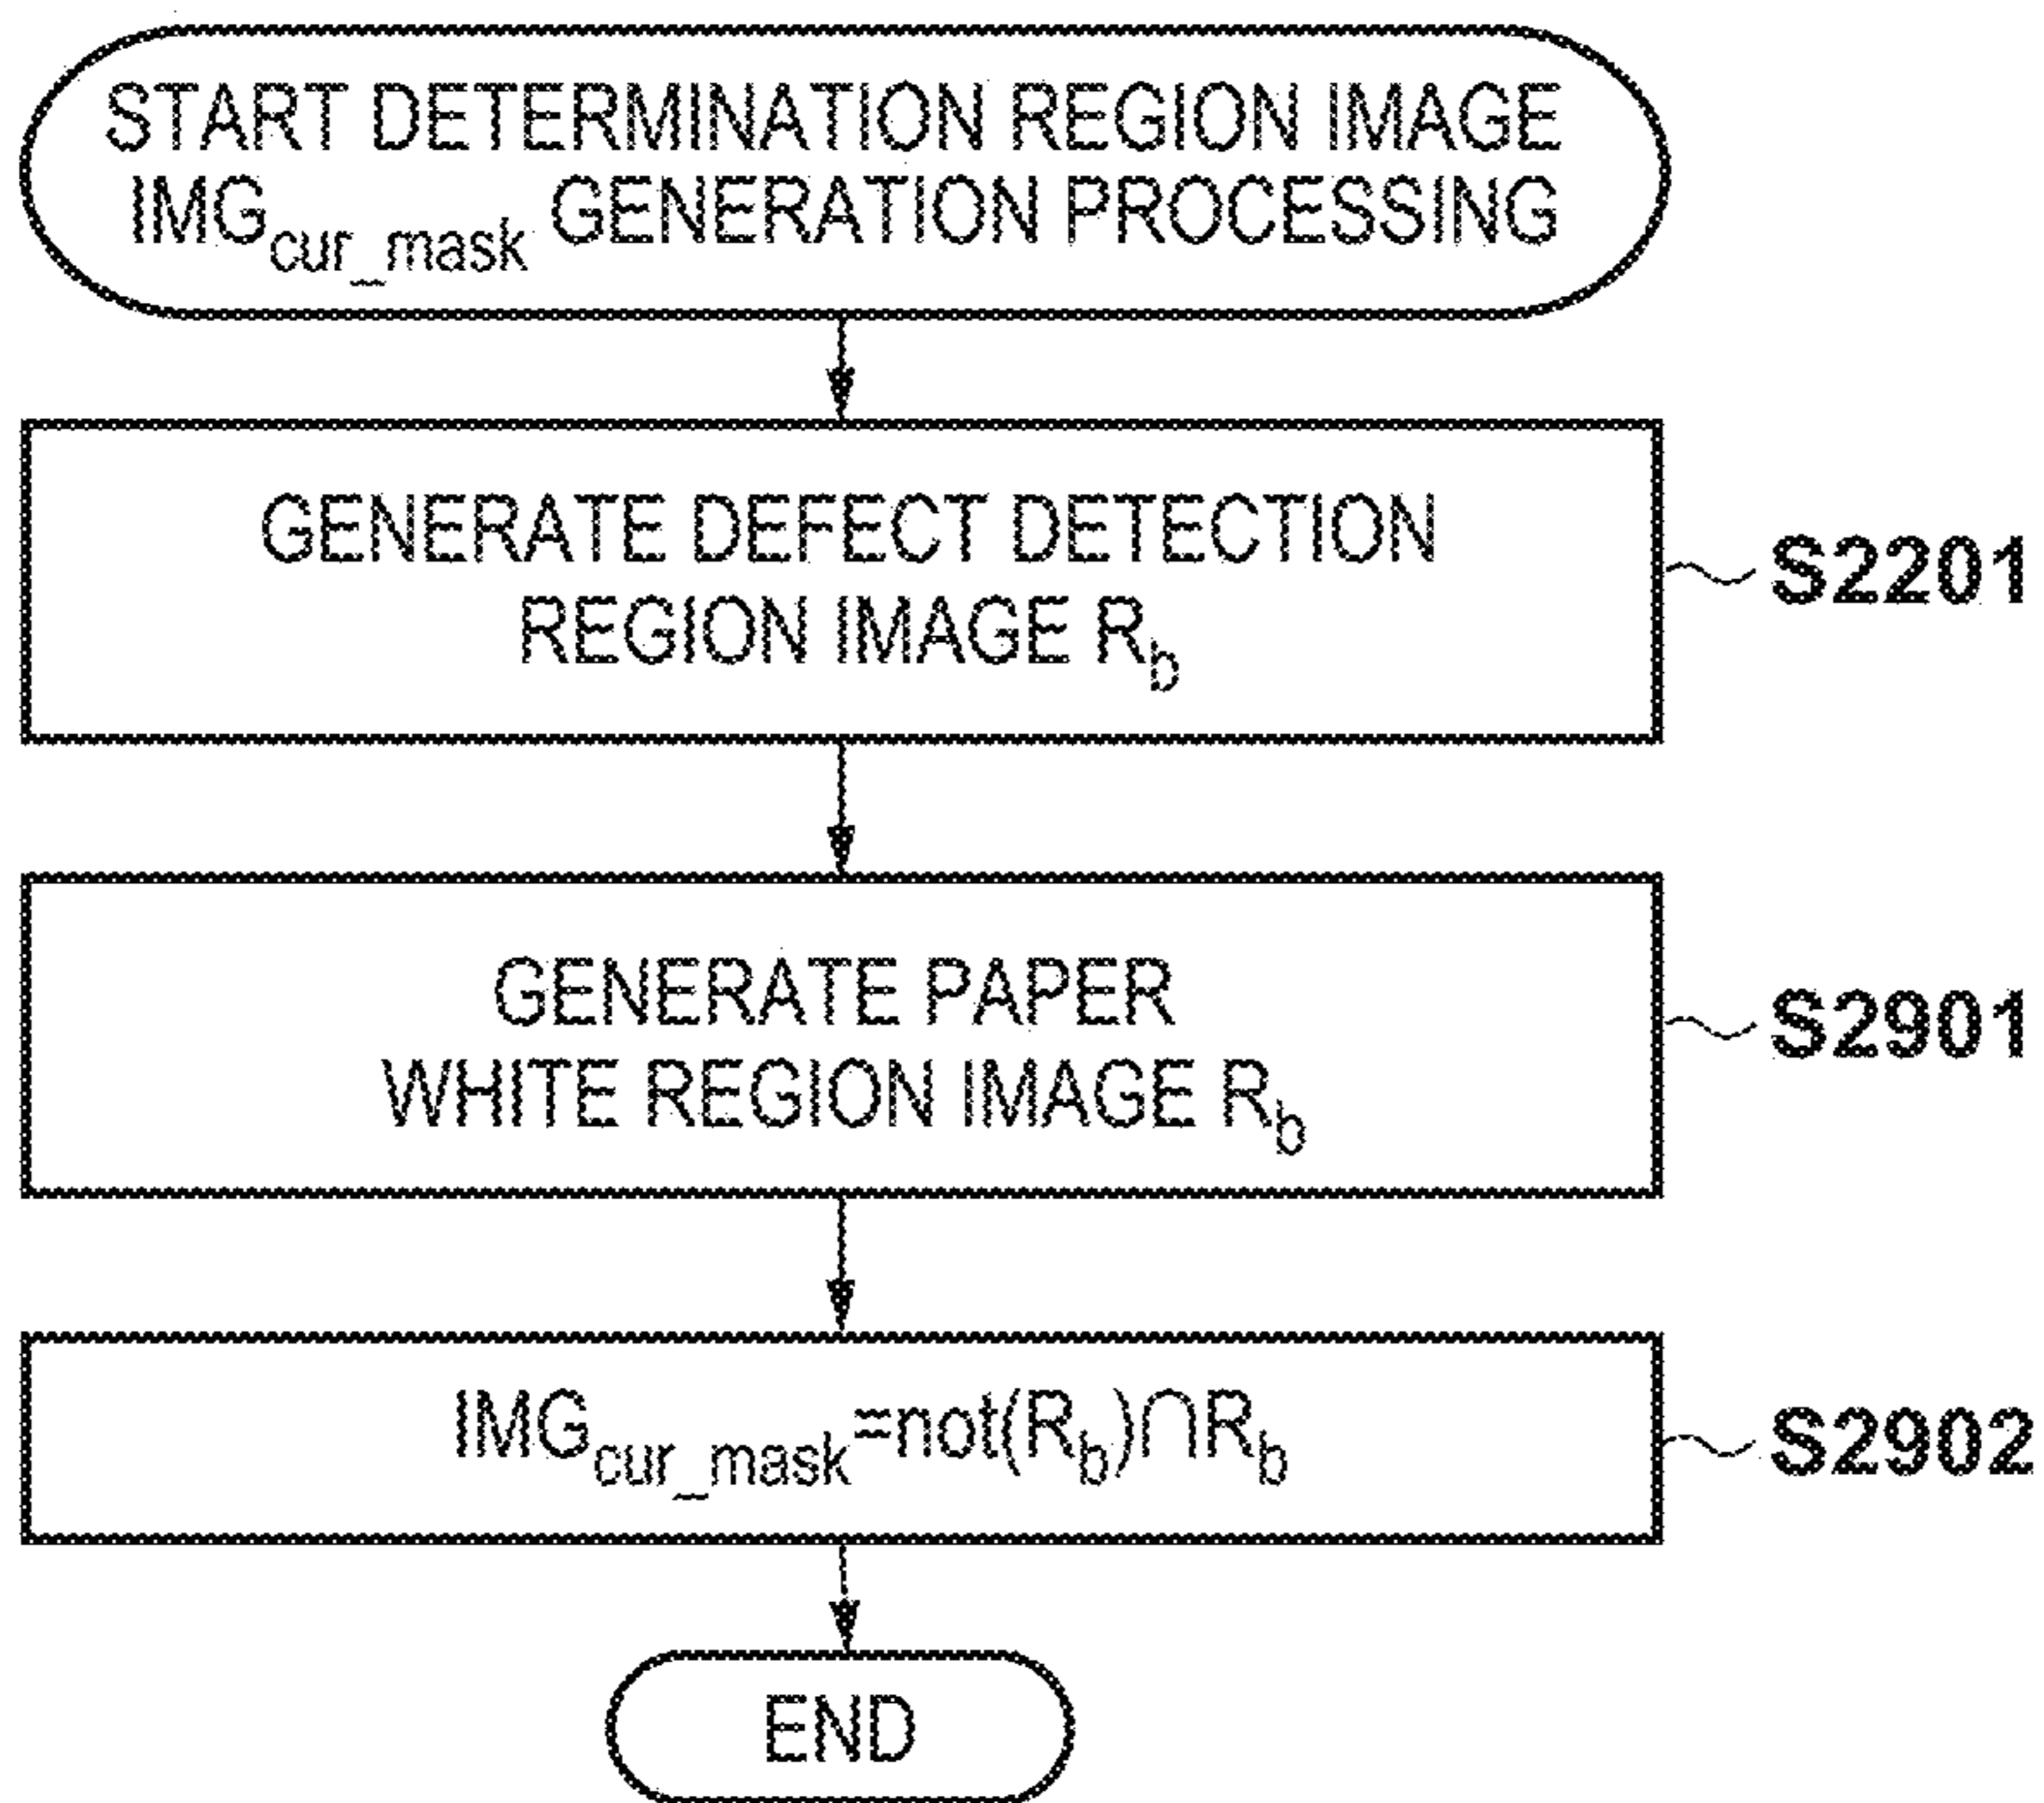 START DETERMINATION REGION IMAGE
IMGcur_mask GENERATION PROCESSING
GENERATE DEFECT DETECTION
REGION IMAGE Rb
S2201
GENERATE PAPER
WHITE REGION IMAGE Rb
S2901
IMGcur_mask=not(Rb)∩Rb
S2902
END